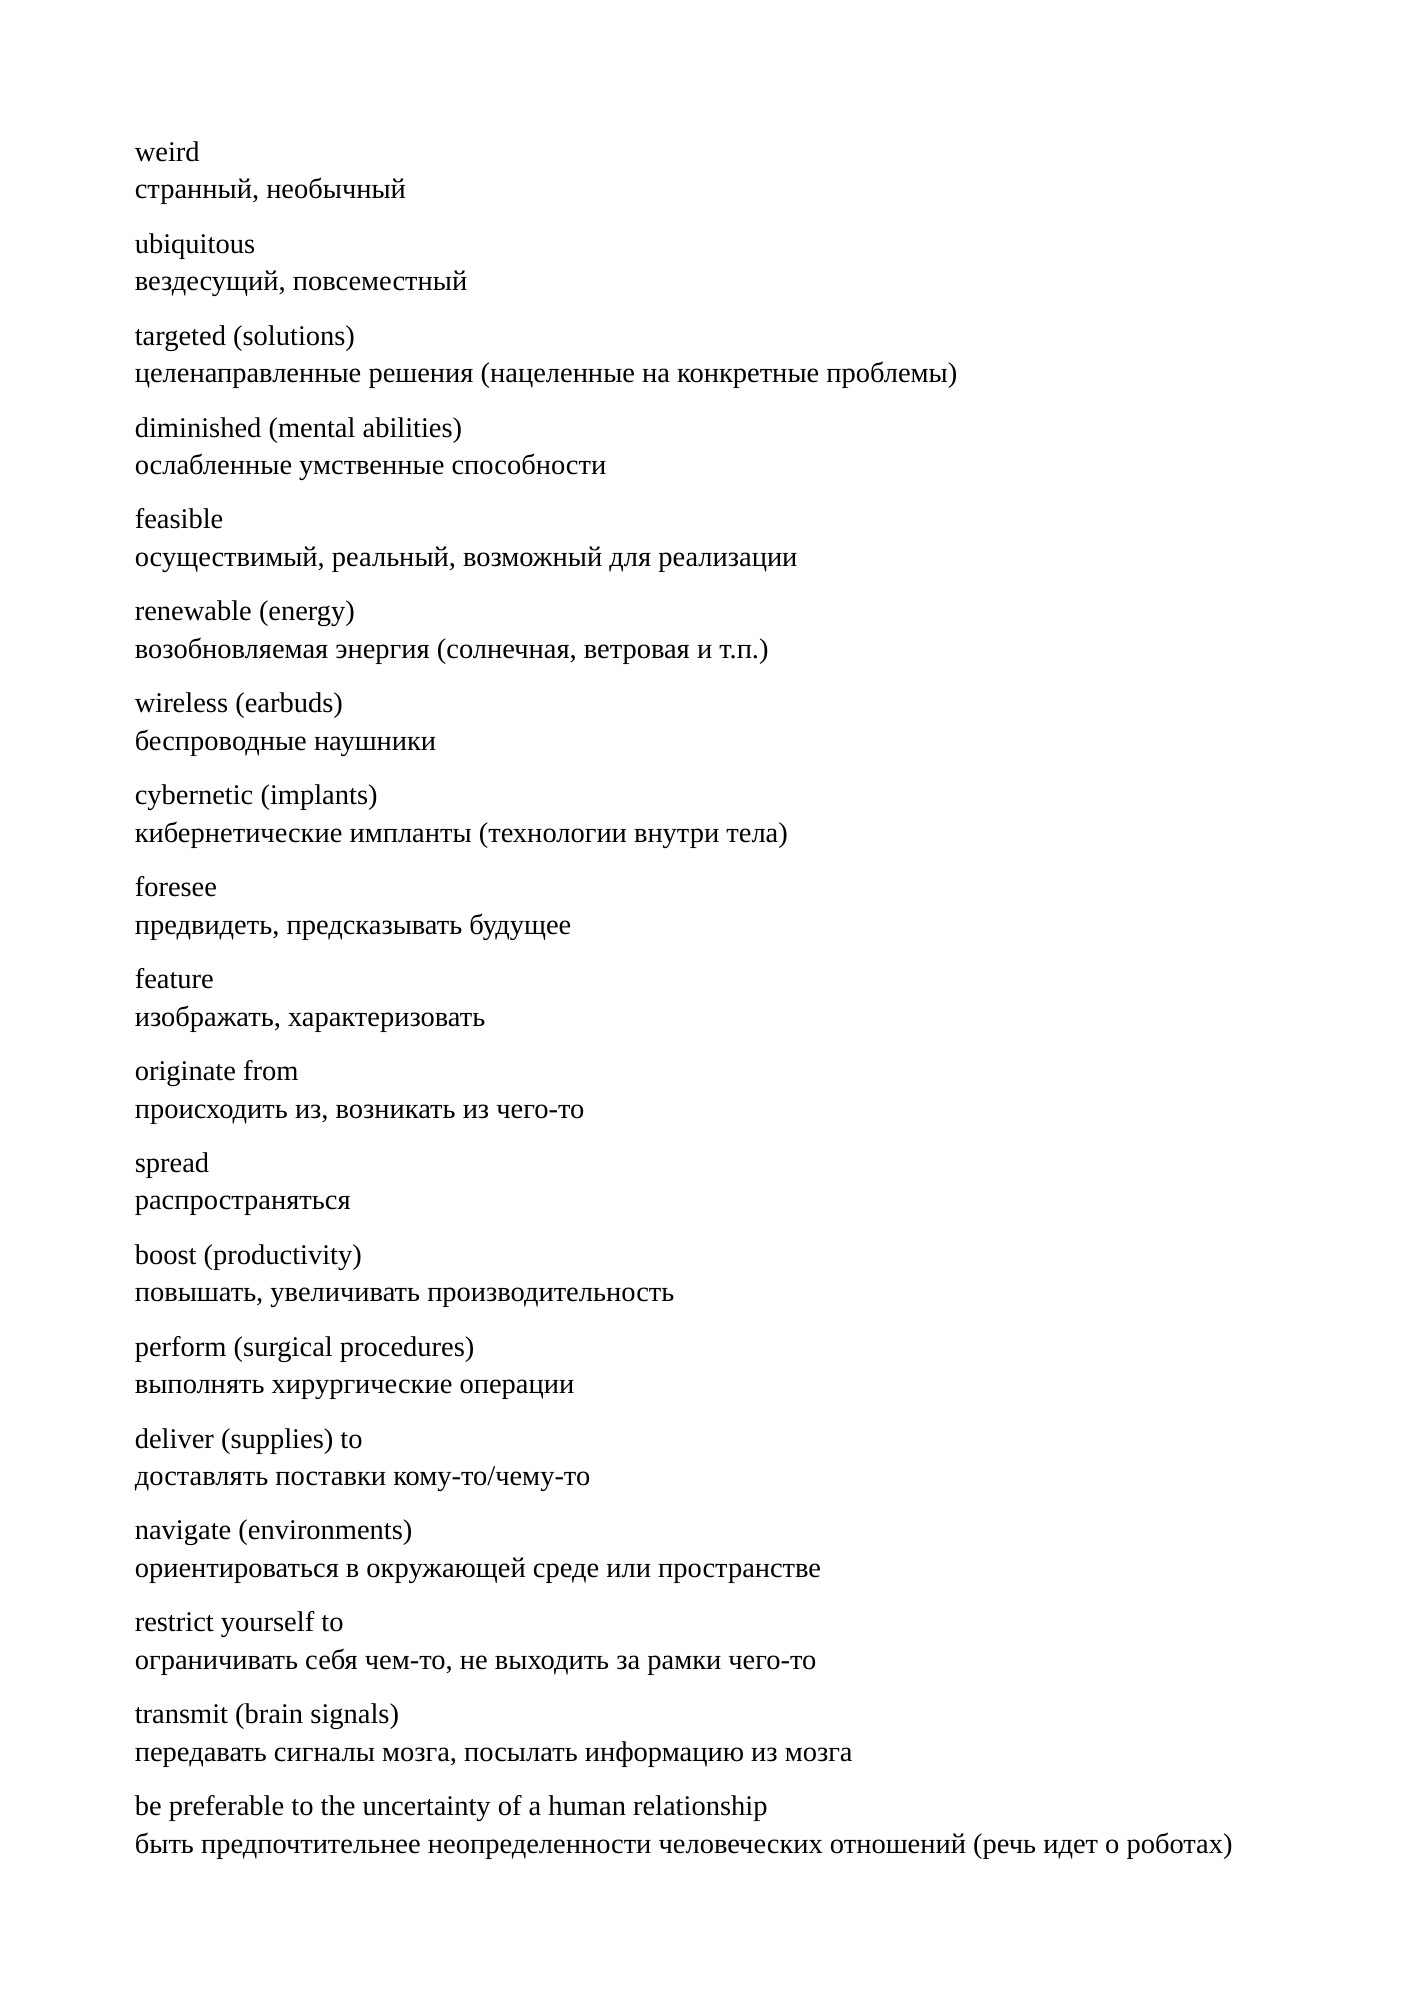 weird
странный, необычный
ubiquitous
вездесущий, повсеместный
targeted (solutions)
целенаправленные решения (нацеленные на конкретные проблемы)
diminished (mental abilities)
ослабленные умственные способности
feasible
осуществимый, реальный, возможный для реализации
renewable (energy)
возобновляемая энергия (солнечная, ветровая и т.п.)
wireless (earbuds)
беспроводные наушники
cybernetic (implants)
кибернетические импланты (технологии внутри тела)
foresee
предвидеть, предсказывать будущее
feature
изображать, характеризовать
originate from
происходить из, возникать из чего-то
spread
распространяться
boost (productivity)
повышать, увеличивать производительность
perform (surgical procedures)
выполнять хирургические операции
deliver (supplies) to
доставлять поставки кому-то/чему-то
navigate (environments)
ориентироваться в окружающей среде или пространстве
restrict yourself to
ограничивать себя чем-то, не выходить за рамки чего-то
transmit (brain signals)
передавать сигналы мозга, посылать информацию из мозга
be preferable to the uncertainty of a human relationship
быть предпочтительнее неопределенности человеческих отношений (речь идет о роботах)